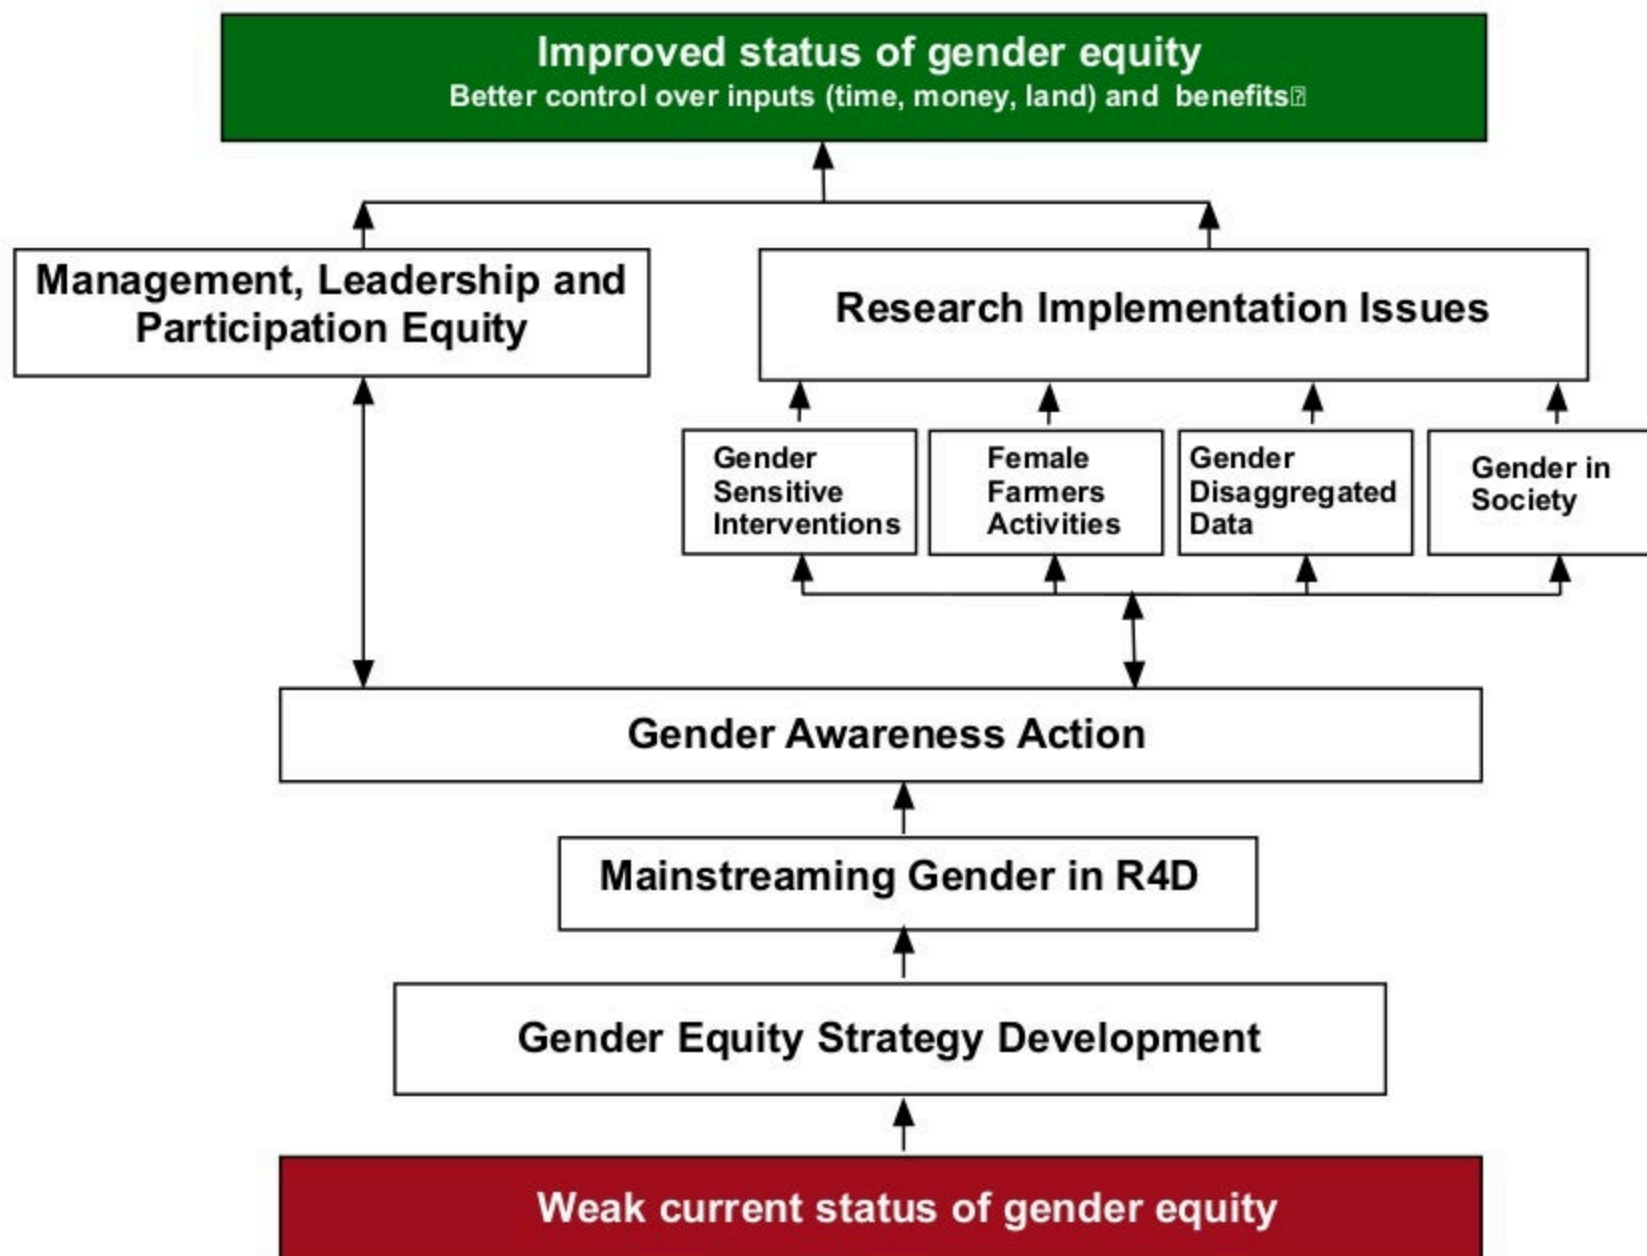 Improved status of gender equity
Better control over inputs (time, money, land) and benefits
Management, Leadership and
Participation Equity
Research Implementation Issues
Gender
Sensitive
Interventions
Female
Farmers
Activities
Gender
Disaggregated
Data
Gender in
Society
Gender Awareness Action
Mainstreaming Gender in R4D
Gender Equity Strategy Development
Weak current status of gender equity